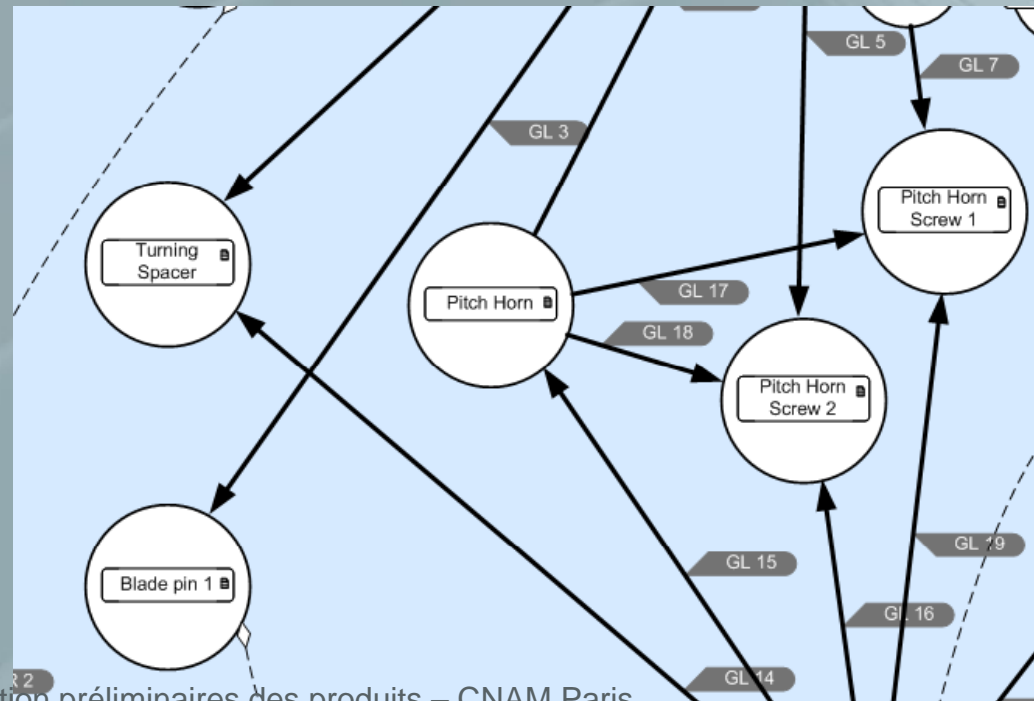 GL 5
GL 7
GL 3
Pitch Horn
Screw 1
Turning
Spacer
GL 17
Pitch Horn
GL 18
Pitch Horn
Screw 2
GL 19
GL 15
Blade pin 1
GL 16
GL 14
R 2
tion préliminaires des produits – CNAM Paris